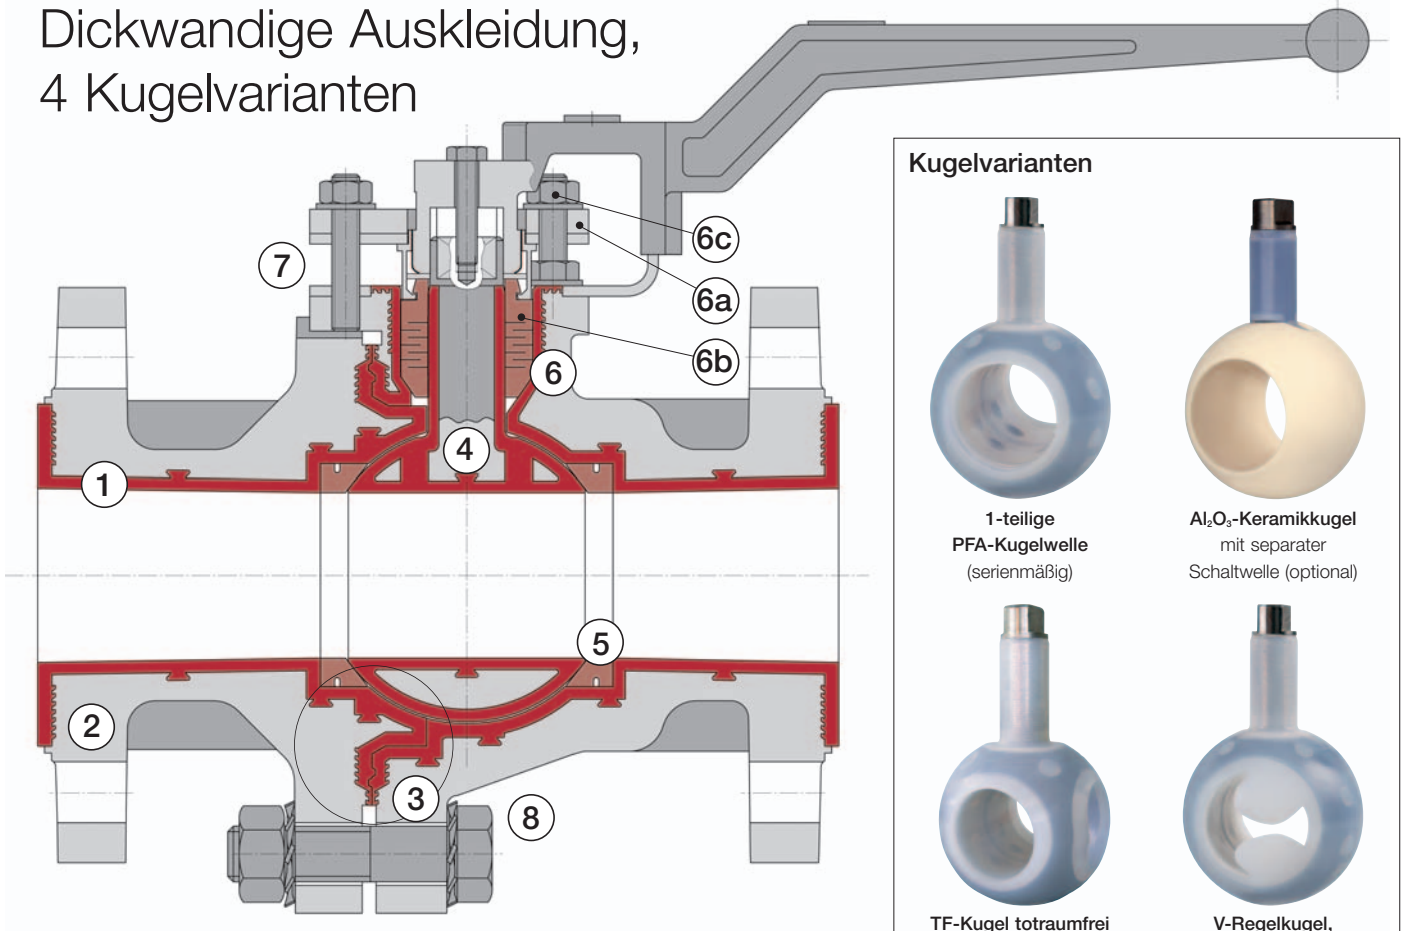 Dickwandige Auskleidung,
4 Kugelvarianten
Kugelvarianten
6c
7
6a
6b
6
4
1
5
2
3
8
1-teilige
PFA-Kugelwelle
(serienmäßig)
Al₂O₃-Keramikkugel
mit separater
Schaltwelle (optional)
TF-Kugel totraumfrei
V-Regelkugel,